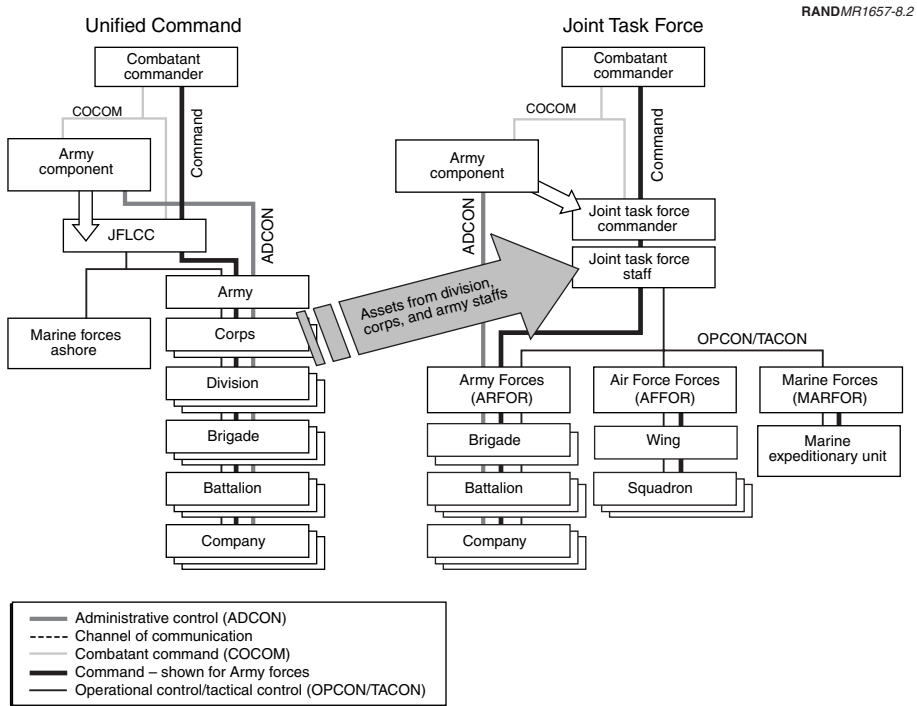 RANDMR1657-8.2
Unified Command
Combatant
commander
COCOM
Command
Army
component
JFLCC
ADCON
Army
Marine forces
ashore
Corps
Division
Brigade
Battalion
Company
Assets from division,
corps, and army staffs
Joint Task Force
Combatant
commander
COCOM
Command
Army
component
ADCON
Joint task force
commander
Joint task force
staff
OPCON/TACON
Army Forces
(ARFOR)
Air Force Forces
(AFFOR)
Marine Forces
(MARFOR)
Brigade
Wing
Marine
expeditionary unit
Battalion
Squadron
Company
Administrative control (ADCON)
Channel of communication
Combatant command (COCOM)
Command – shown for Army forces
Operational control/tactical control (OPCON/TACON)